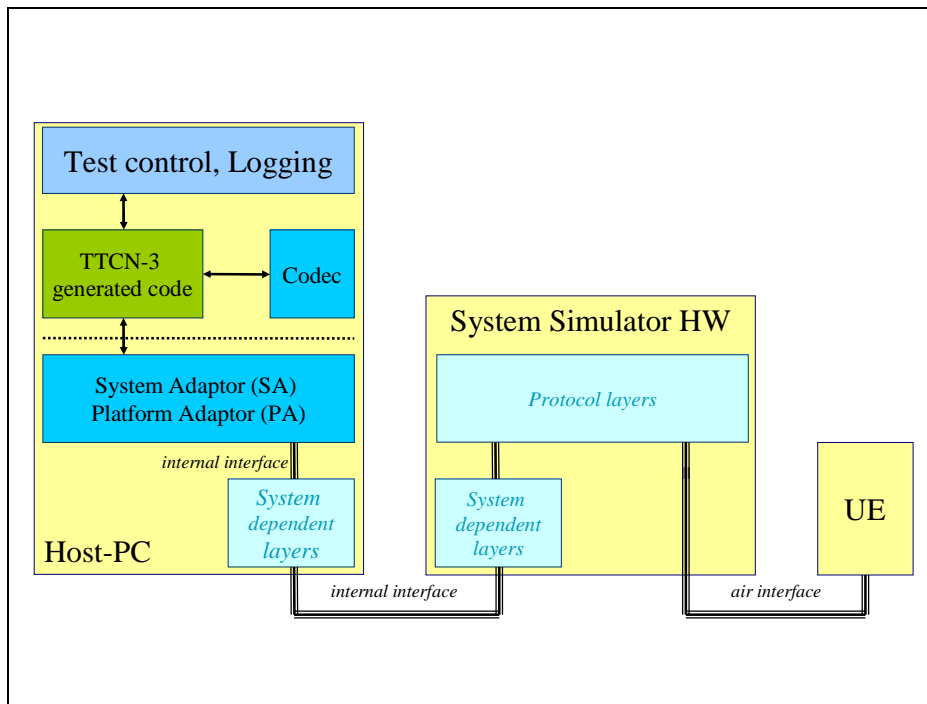 Test control, Logging
TTCN-3
generated code
Codec
System Adaptor (SA)
Platform Adaptor (PA)
internal interface
System
dependent
layers
Host-PC
internal interface
System Simulator HW
Protocol layers
System
dependent
layers
air interface
UE